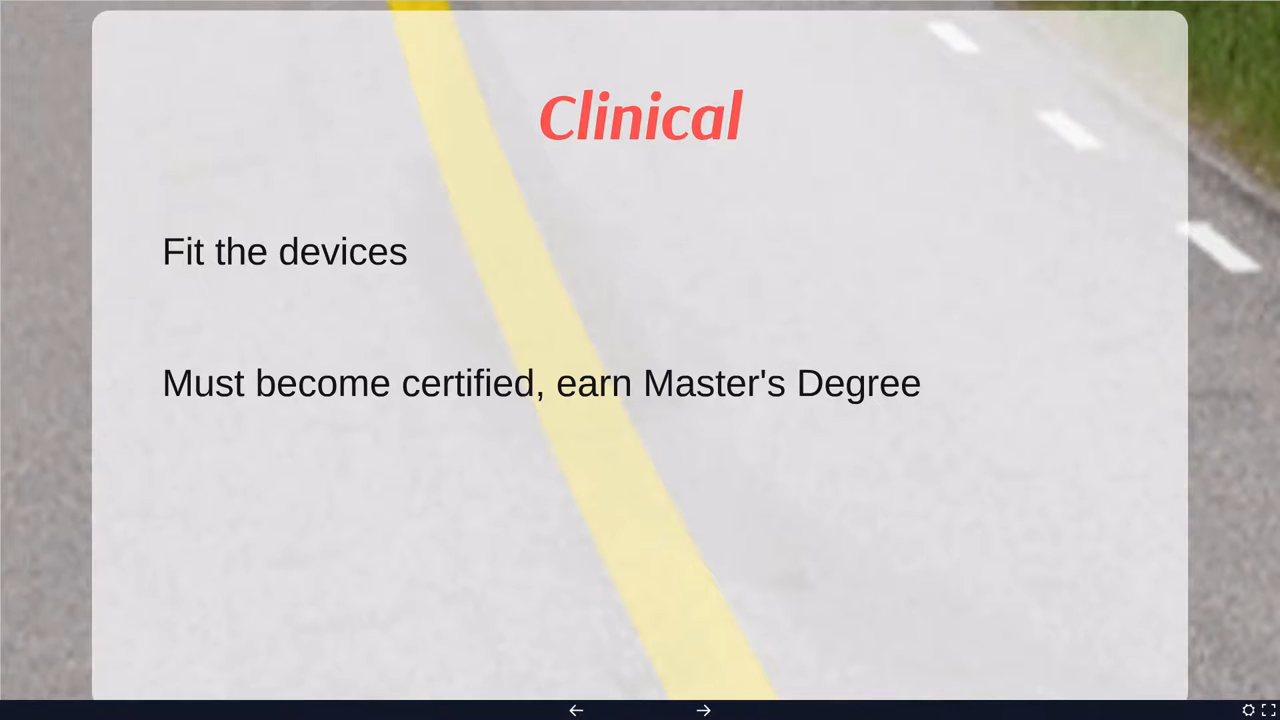 Clinical
Fit the devices
Must become certified, earn Master's Degree